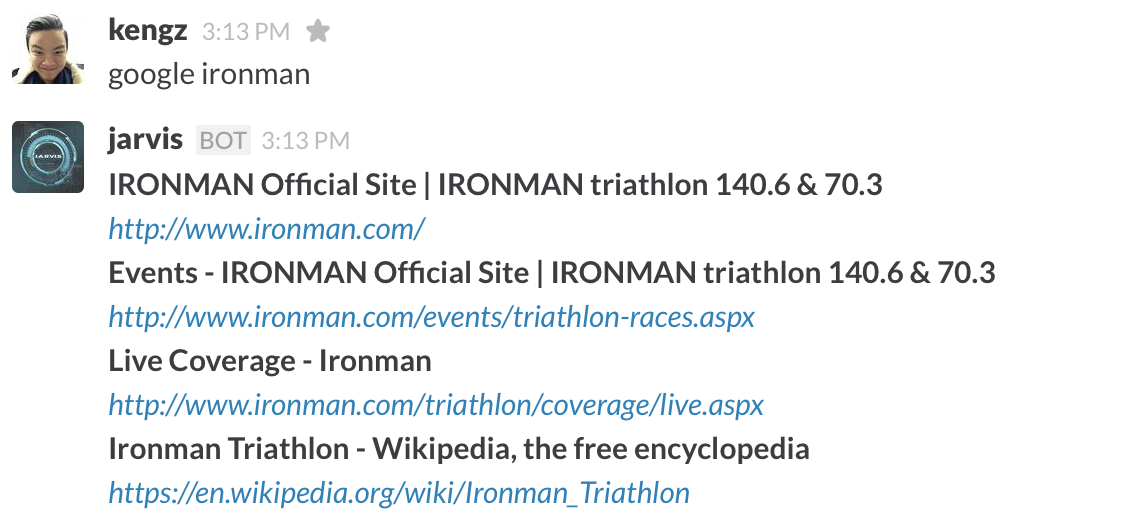 kengz 3:13 PM
google ironman
JARVIS
jarvis BOT 3:13 PM
IRONMAN Official Site | IRONMAN triathlon 140.6 & 70.3
http://www.ironman.com/
Events - IRONMAN Official Site | IRONMAN triathlon 140.6 & 70.3
http://www.ironman.com/events/triathlon-races.aspx
Live Coverage - Ironman
http://www.ironman.com/triathlon/coverage/live.aspx
Ironman Triathlon - Wikipedia, the free encyclopedia
https://en.wikipedia.org/wiki/Ironman_Triathlon